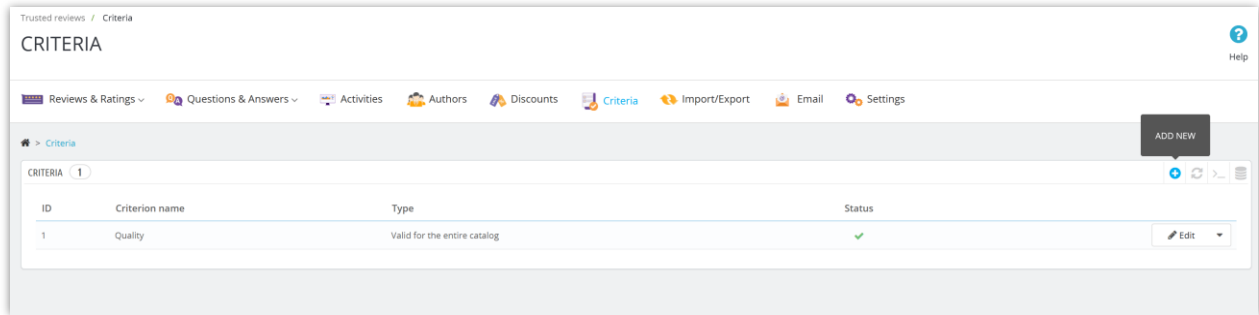 Trusted reviews / Criteria
CRITERIA
Help
Reviews & Ratings Questions & Answers Activities Authors Discounts Criteria Import/Export Email Settings
> Criteria
ADD NEW
CRITERIA 1
ID Criterion name Type Status
1 Quality Valid for the entire catalog Edit